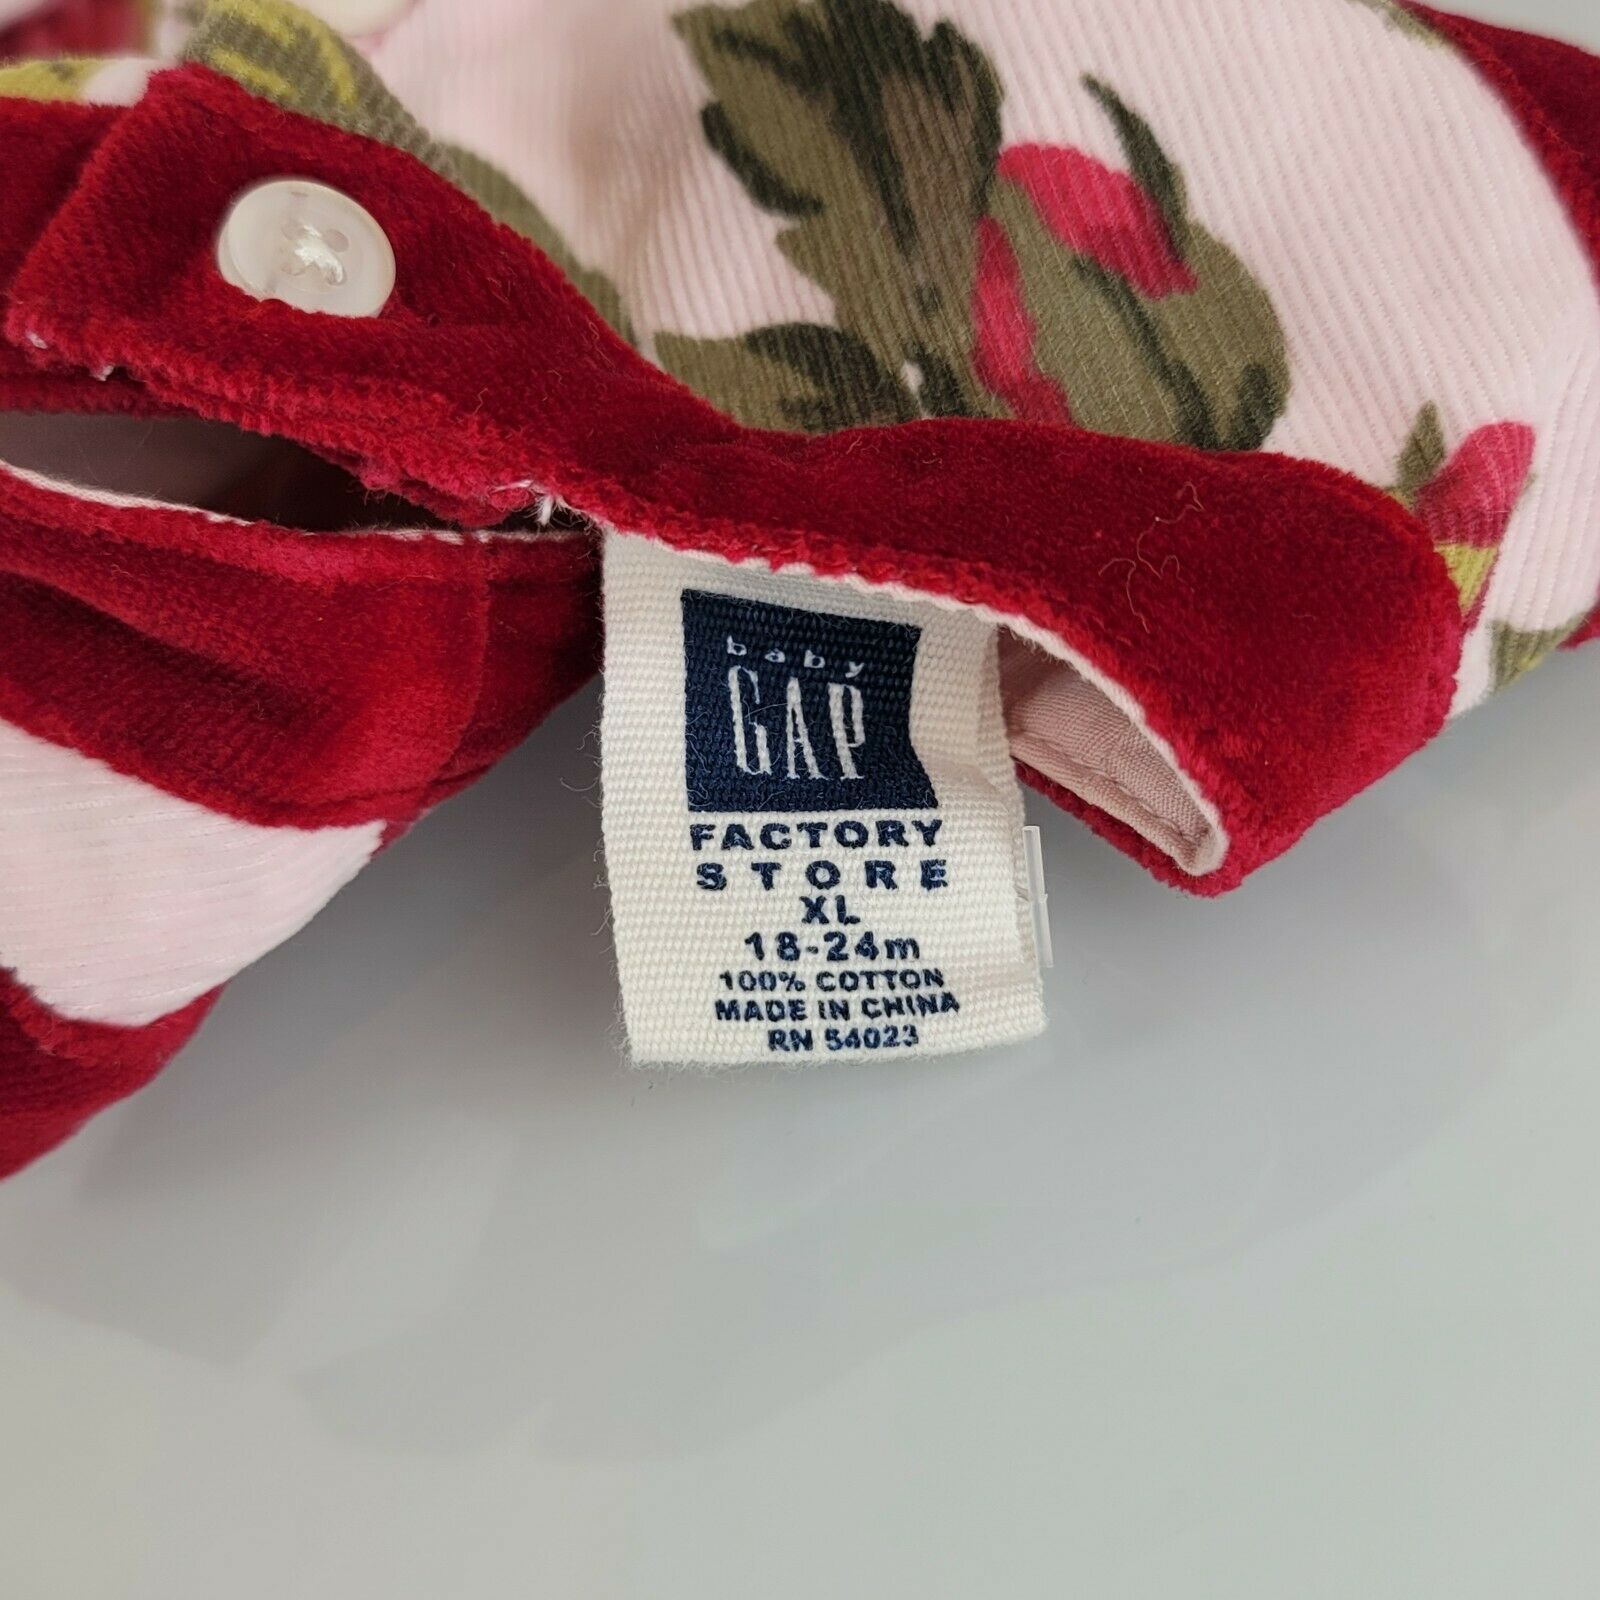 baby
GAP
FACTORY
STORE
XL
18-24m
100% COTTON
MADE IN CHINA
RN 54023